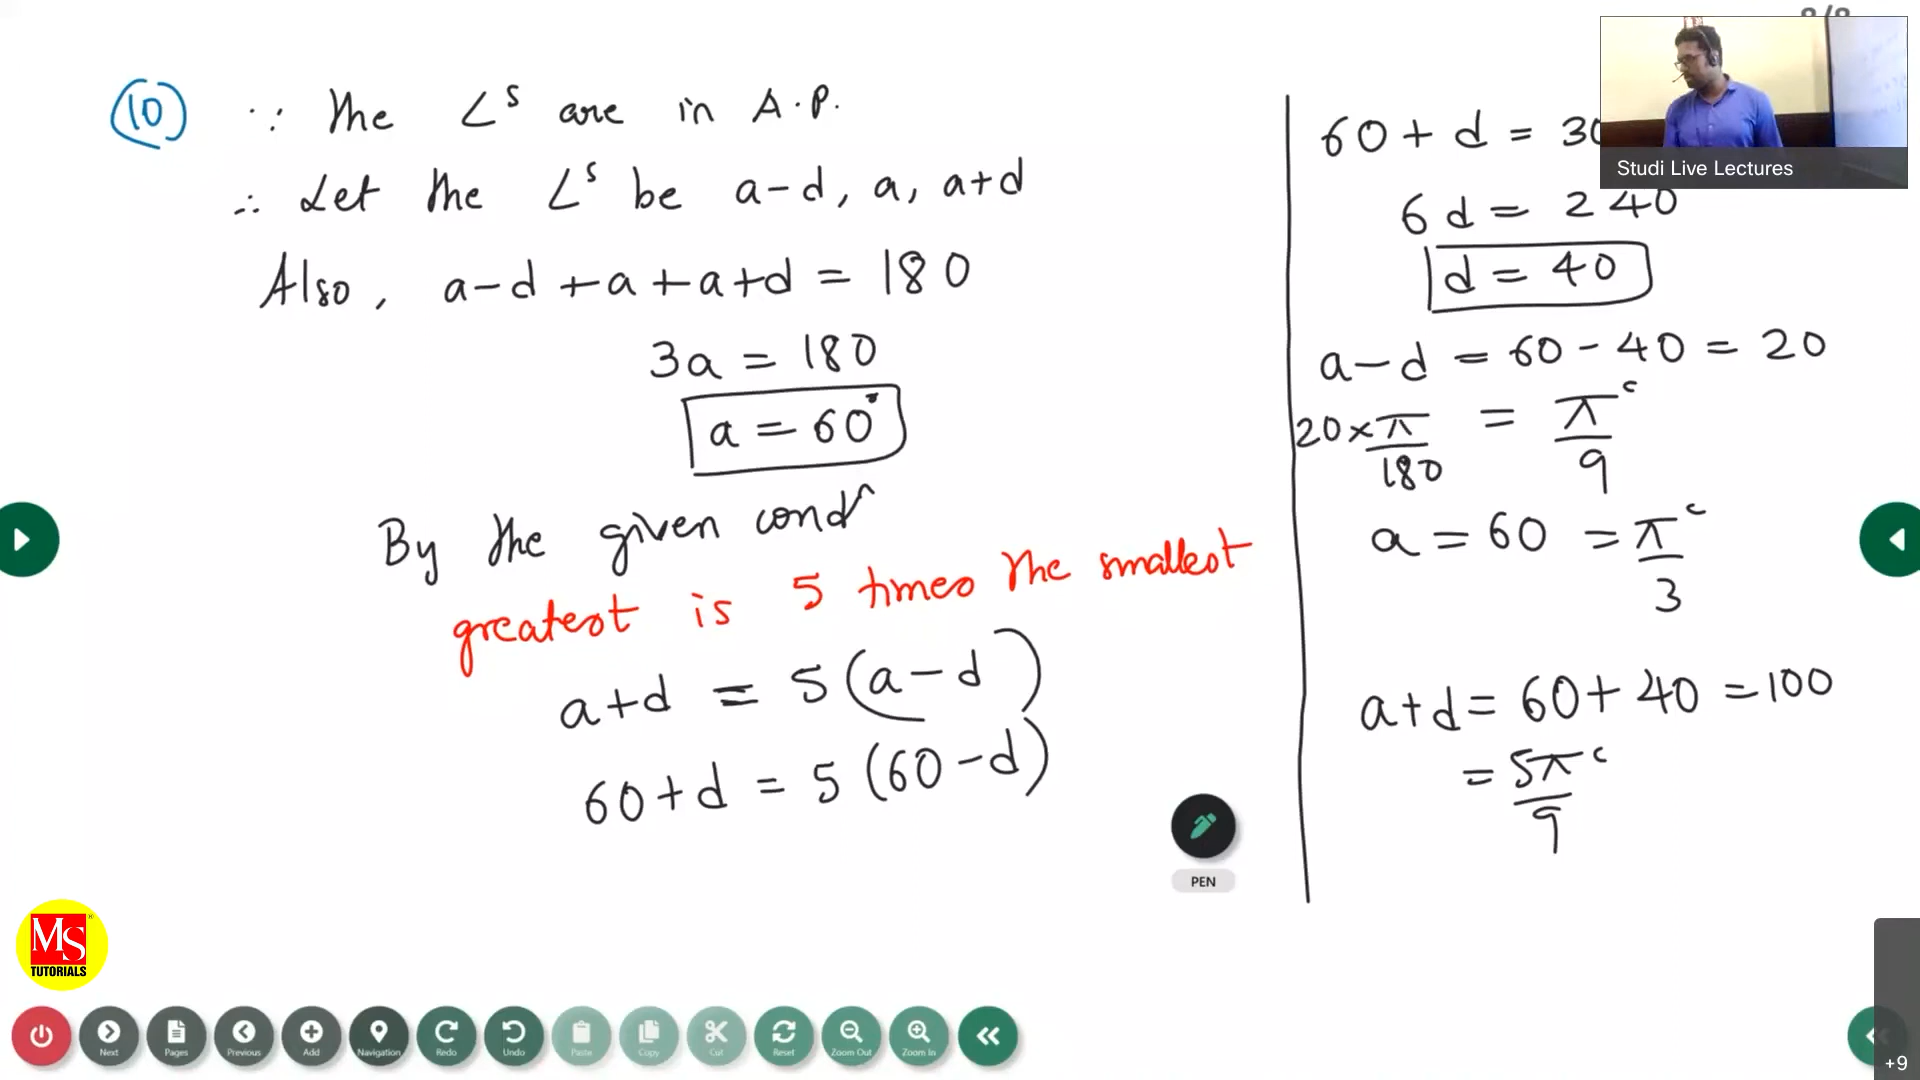 (10) ∵ The ∠s are in A.P.
∴ Let the ∠s be a-d, a, a+d
Also, a-d+a+a+d = 180
3a = 180
a = 60°
By the given condn
greatest is 5 times the smallest
a+d = 5(a-d)
60+d = 5(60-d)
60+d = 30
6d = 240
d = 40
a-d = 60-40 = 20
20×π/180 = π^c/9
a = 60 = π^c/3
a+d = 60+40 = 100
= 5π^c/9
Studi Live Lectures
PEN
MS
TUTORIALS
Next Pages Previous Add Navigation Redo Undo Paste Copy Cut Reset Zoom Out Zoom In
+9